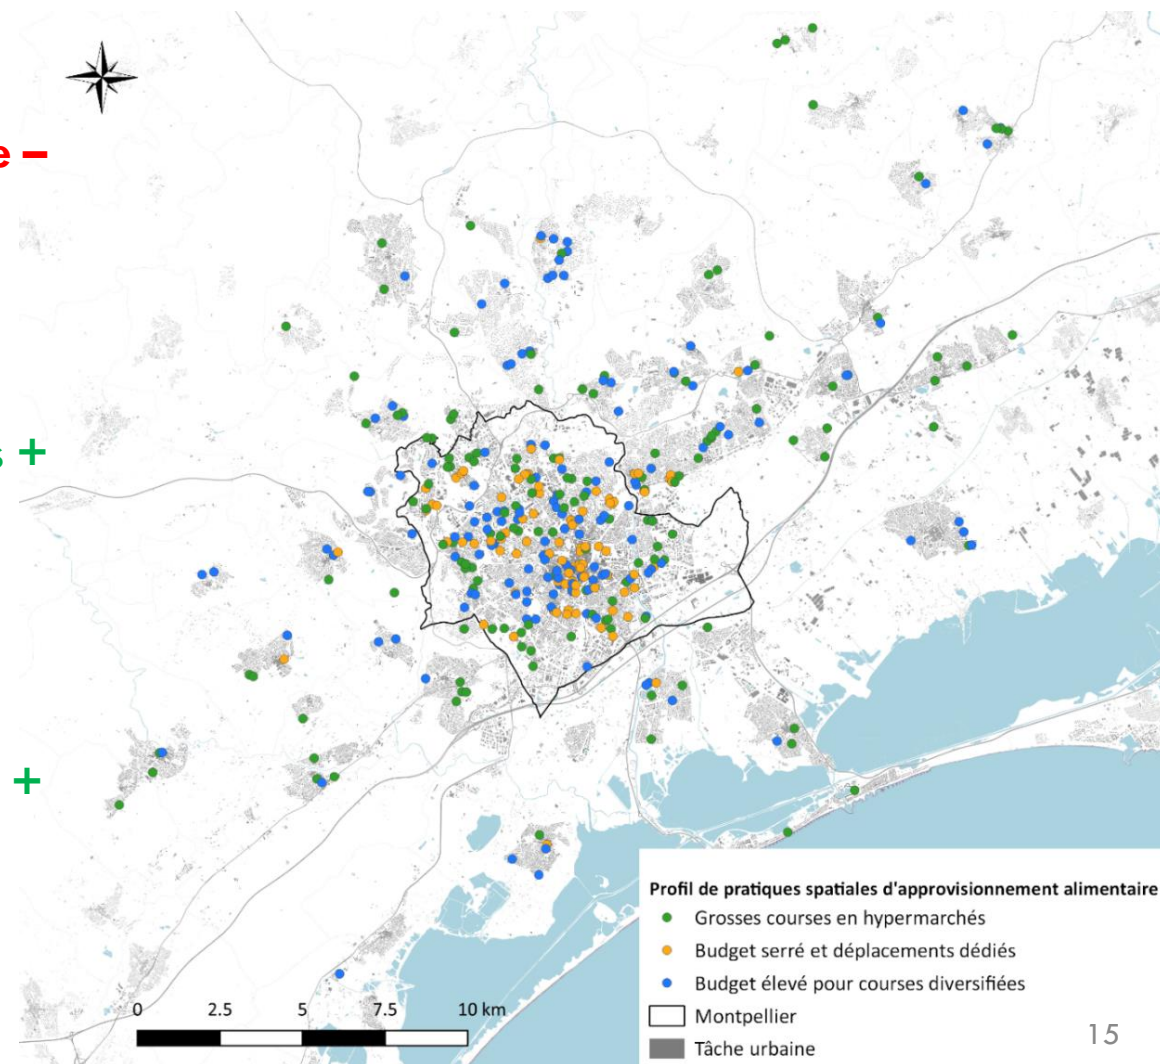 e –
s +
+
0 2.5 5 7.5 10 km
Profil de pratiques spatiales d'approvisionnement alimentaire
Grosses courses en hypermarchés
Budget serré et déplacements dédiés
Budget élevé pour courses diversifiées
Montpellier
Tâche urbaine
15